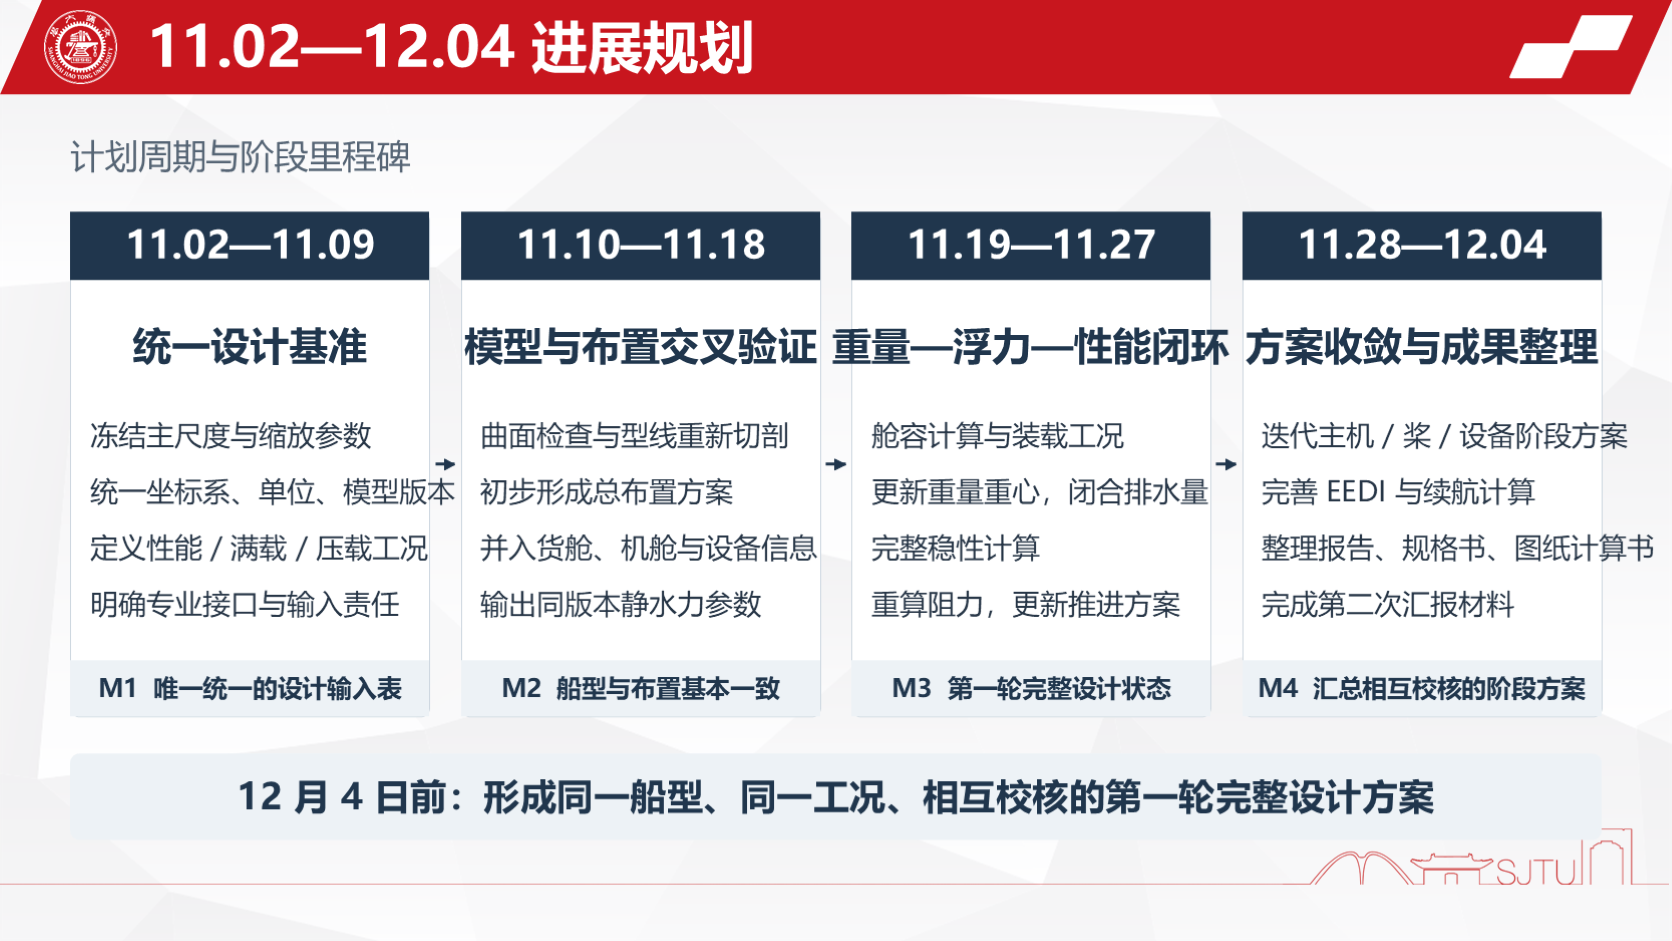 11.02—12.04 进展规划
计划周期与阶段里程碑
11.02—11.09
统一设计基准
冻结主尺度与缩放参数
统一坐标系、单位、模型版本
定义性能 / 满载 / 压载工况
明确专业接口与输入责任
M1 唯一统一的设计输入表
11.10—11.18
模型与布置交叉验证
曲面检查与型线重新切剖
初步形成总布置方案
并入货舱、机舱与设备信息
输出同版本静水力参数
M2 船型与布置基本一致
11.19—11.27
重量—浮力—性能闭环
舱容计算与装载工况
更新重量重心，闭合排水量
完整稳性计算
重算阻力，更新推进方案
M3 第一轮完整设计状态
11.28—12.04
方案收敛与成果整理
迭代主机 / 桨 / 设备阶段方案
完善 EEDI 与续航计算
整理报告、规格书、图纸计算书
完成第二次汇报材料
M4 汇总相互校核的阶段方案
12 月 4 日前：形成同一船型、同一工况、相互校核的第一轮完整设计方案
SJTU